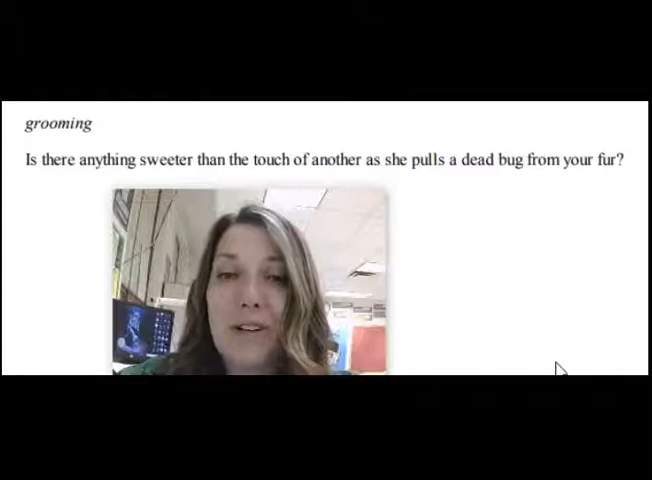 grooming
Is there anything sweeter than the touch of another as she pulls a dead bug from your fur?